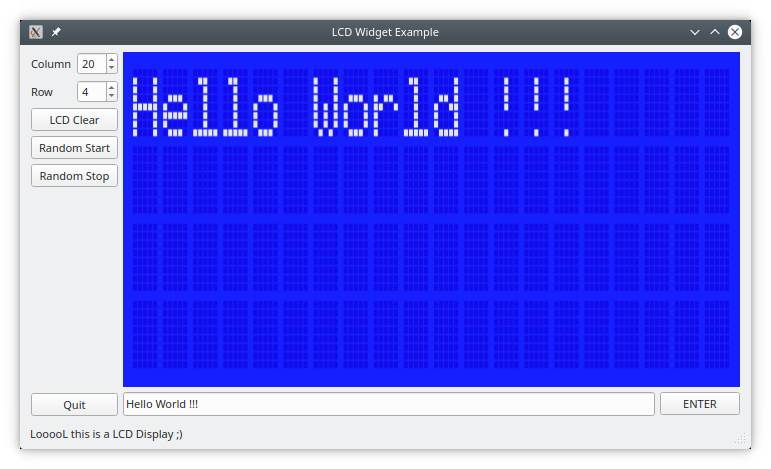 LCD Widget Example
Column 20
Row 4
Hello World !!!
LCD Clear
Random Start
Random Stop
Quit
Hello World !!!
ENTER
LooooL this is a LCD Display ;)